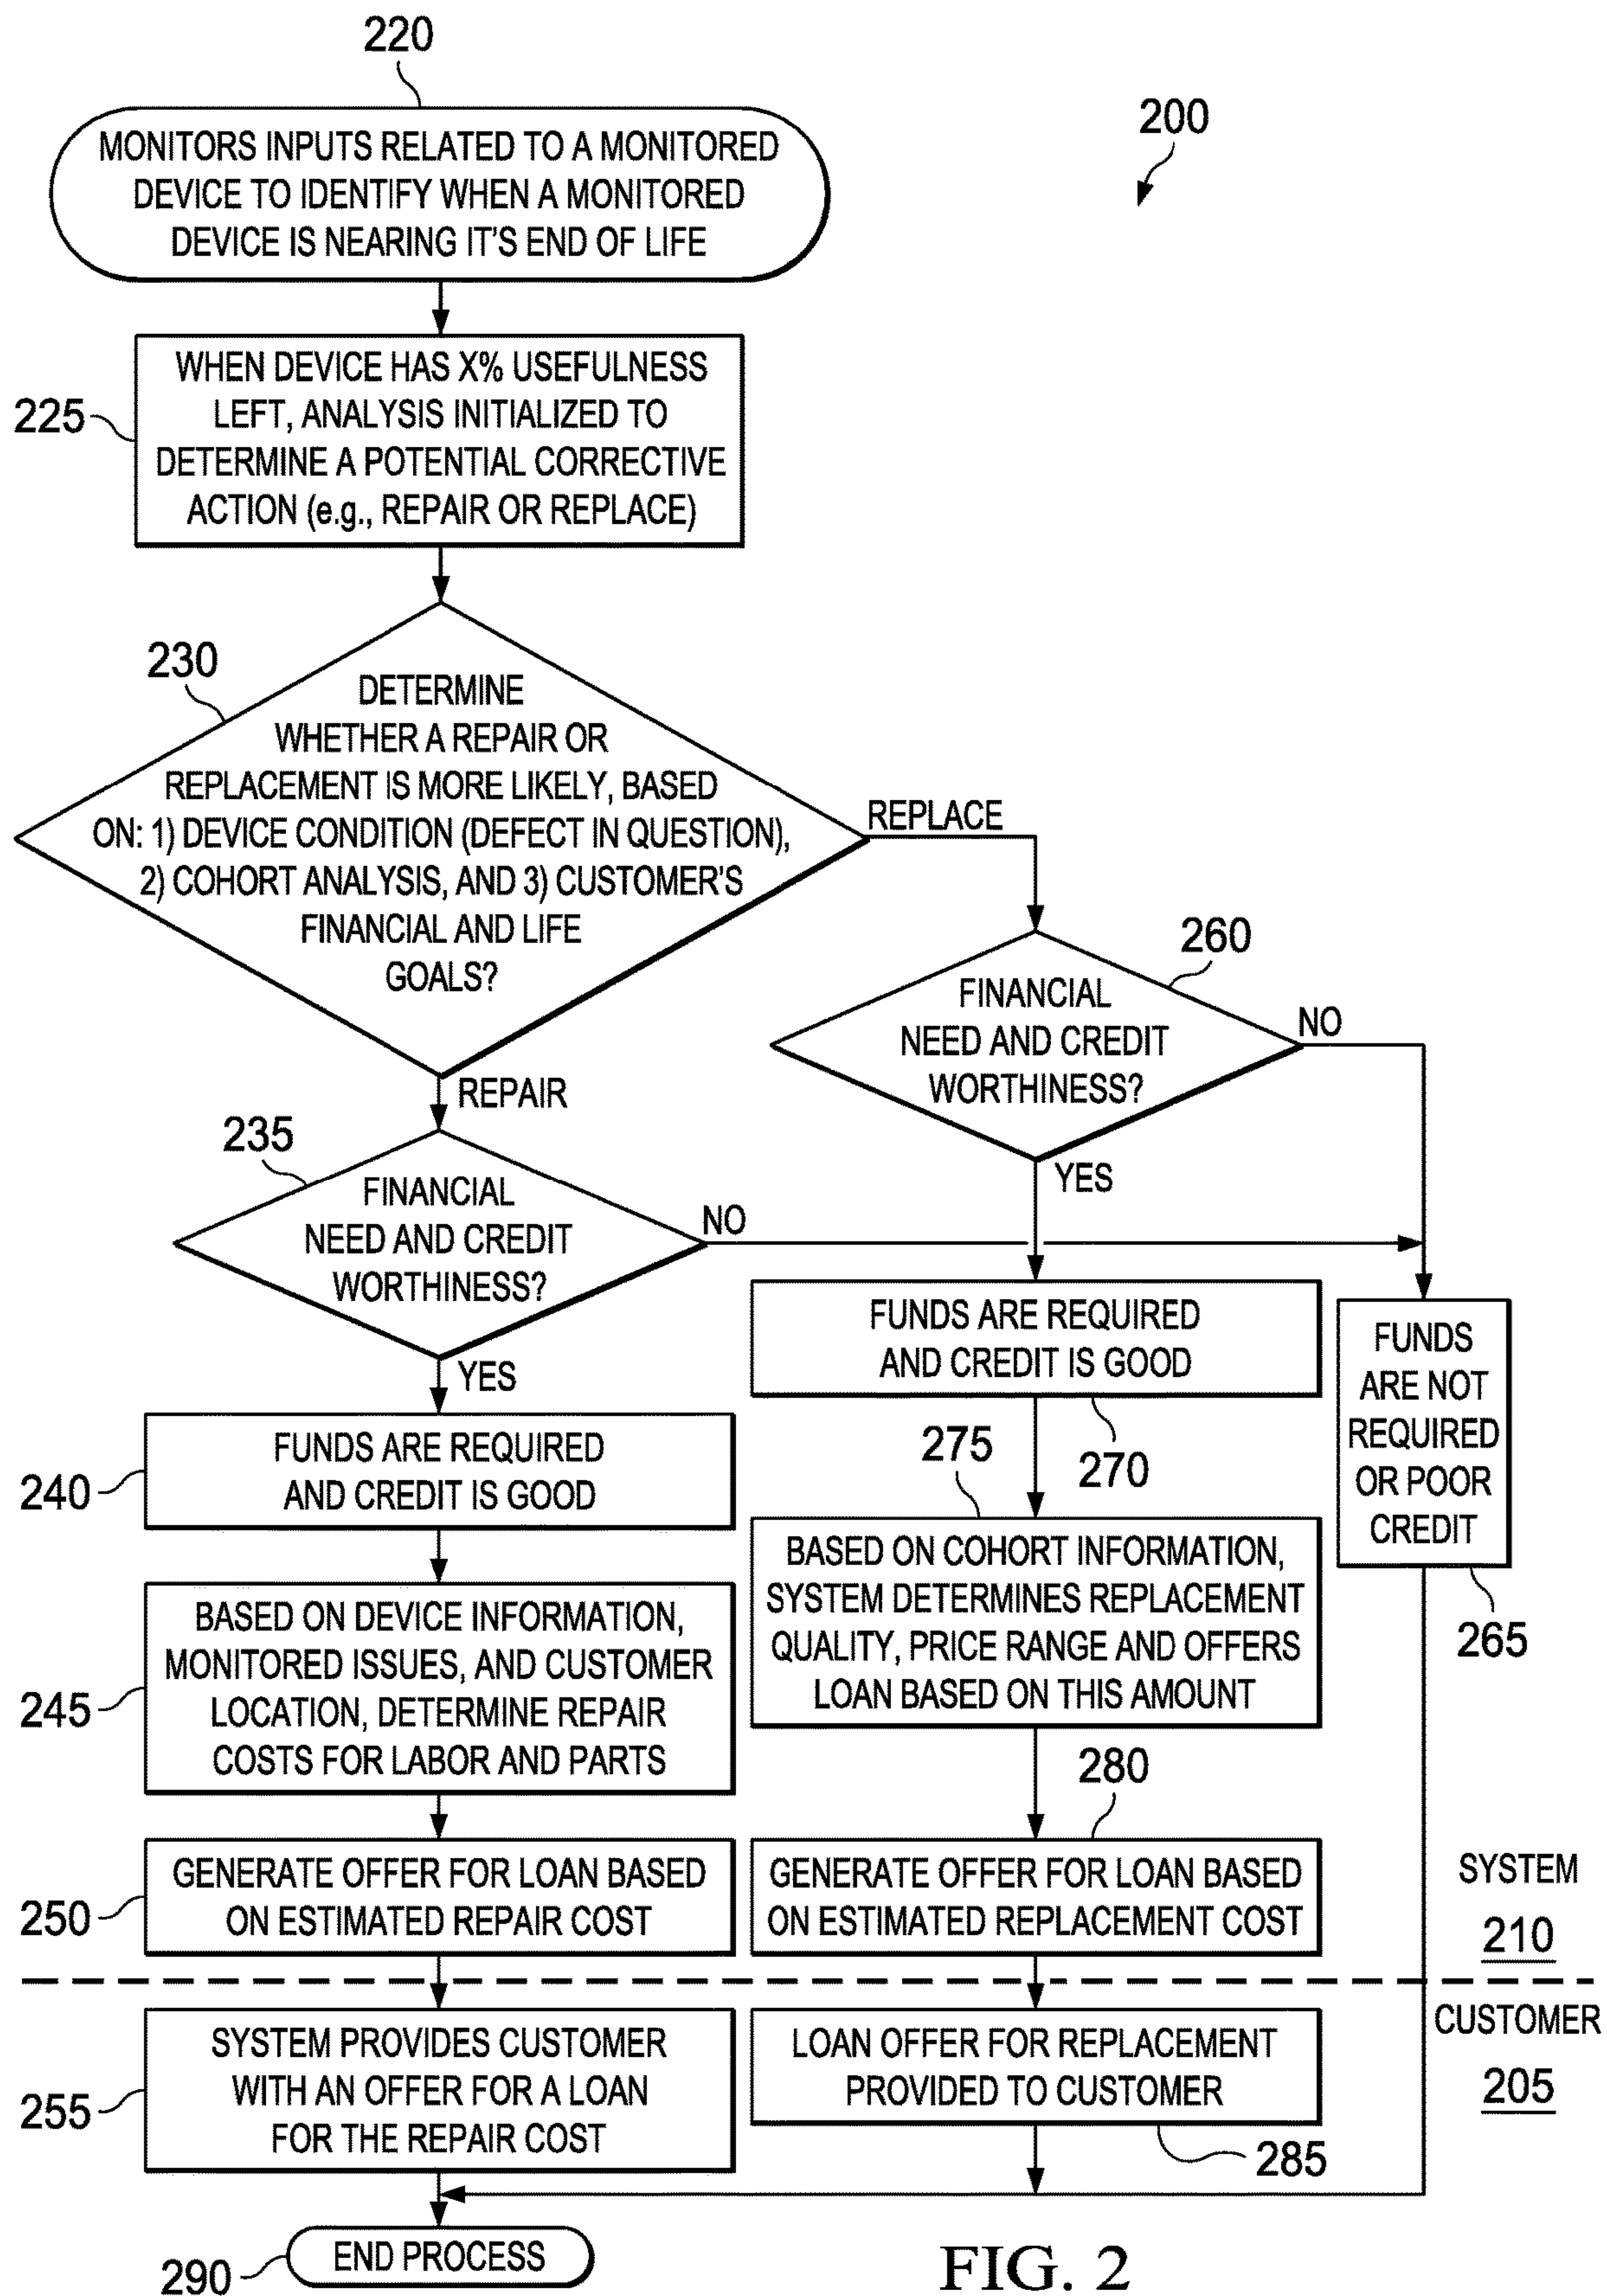 220
200
MONITORS INPUTS RELATED TO A MONITORED
DEVICE TO IDENTIFY WHEN A MONITORED
DEVICE IS NEARING IT'S END OF LIFE
225
WHEN DEVICE HAS X% USEFULNESS
LEFT, ANALYSIS INITIALIZED TO
DETERMINE A POTENTIAL CORRECTIVE
ACTION (e.g., REPAIR OR REPLACE)
230
DETERMINE
WHETHER A REPAIR OR
REPLACEMENT IS MORE LIKELY, BASED
ON: 1) DEVICE CONDITION (DEFECT IN QUESTION),
2) COHORT ANALYSIS, AND 3) CUSTOMER'S
FINANCIAL AND LIFE
GOALS?
REPLACE
REPAIR
260
FINANCIAL
NEED AND CREDIT
WORTHINESS?
NO
YES
235
FINANCIAL
NEED AND CREDIT
WORTHINESS?
NO
YES
FUNDS ARE REQUIRED
AND CREDIT IS GOOD
270
FUNDS
ARE NOT
REQUIRED
OR POOR
CREDIT
265
240
FUNDS ARE REQUIRED
AND CREDIT IS GOOD
275
BASED ON COHORT INFORMATION,
SYSTEM DETERMINES REPLACEMENT
QUALITY, PRICE RANGE AND OFFERS
LOAN BASED ON THIS AMOUNT
245
BASED ON DEVICE INFORMATION,
MONITORED ISSUES, AND CUSTOMER
LOCATION, DETERMINE REPAIR
COSTS FOR LABOR AND PARTS
280
250
GENERATE OFFER FOR LOAN BASED
ON ESTIMATED REPAIR COST
GENERATE OFFER FOR LOAN BASED
ON ESTIMATED REPLACEMENT COST
SYSTEM
210
CUSTOMER
205
255
SYSTEM PROVIDES CUSTOMER
WITH AN OFFER FOR A LOAN
FOR THE REPAIR COST
LOAN OFFER FOR REPLACEMENT
PROVIDED TO CUSTOMER
285
290
END PROCESS
FIG. 2